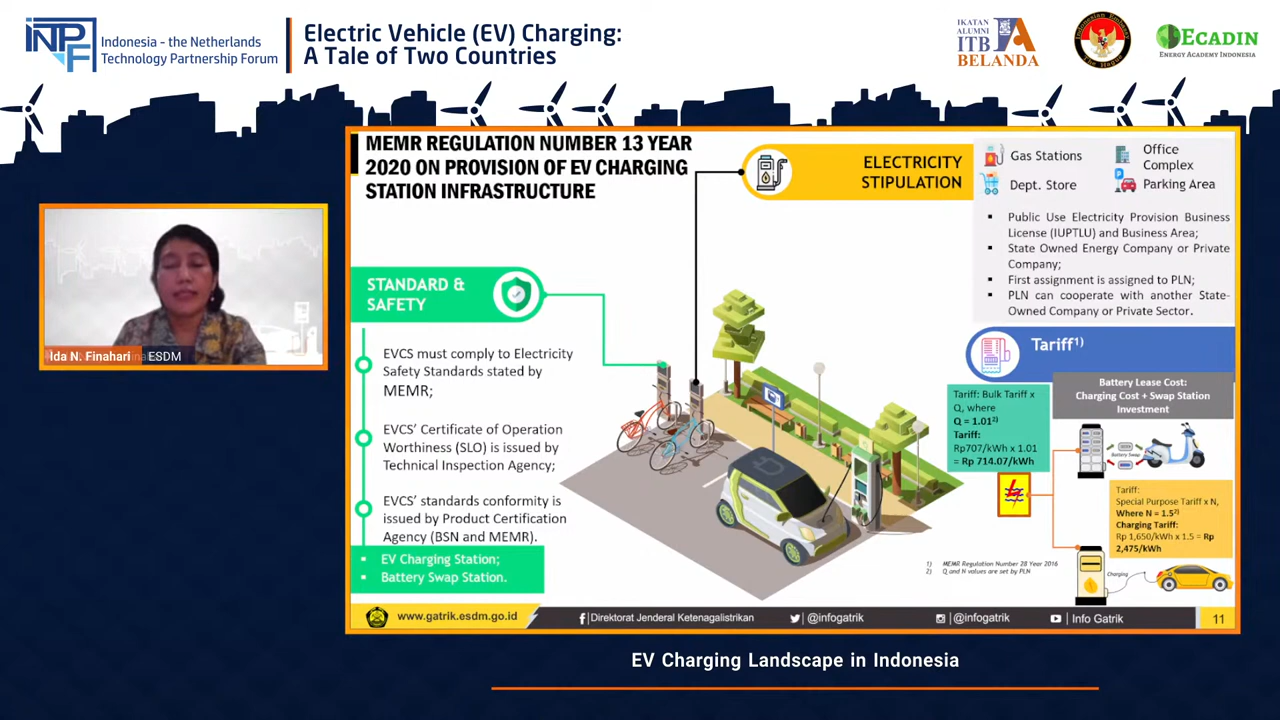 INPF
Indonesia - the Netherlands
Technology Partnership Forum
Electric Vehicle (EV) Charging:
A Tale of Two Countries
IKATAN
ALUMNI
ITB
BELANDA
Indonesian Embassy
The Hague
ECADIN
ENERGY ACADEMY INDONESIA
MEMR REGULATION NUMBER 13 YEAR
2020 ON PROVISION OF EV CHARGING
STATION INFRASTRUCTURE
ELECTRICITY
STIPULATION
Gas Stations
Office
Complex
Dept. Store
P
Parking Area
▪ Public Use Electricity Provision Business
License (IUPTLU) and Business Area;
▪ State Owned Energy Company or Private
Company;
▪ First assignment is assigned to PLN;
▪ PLN can cooperate with another State-
Owned Company or Private Sector.
STANDARD &
SAFETY
EVCS must comply to Electricity
Safety Standards stated by
MEMR;
EVCS’ Certificate of Operation
Worthiness (SLO) is issued by
Technical Inspection Agency;
EVCS’ standards conformity is
issued by Product Certification
Agency (BSN and MEMR).
▪ EV Charging Station;
▪ Battery Swap Station.
Tariff1)
Tariff: Bulk Tariff x
Q, where
Q = 1.012)
Tariff:
Rp707/kWh x 1.01
= Rp 714.07/kWh
Battery Lease Cost:
Charging Cost + Swap Station
Investment
Battery Swap
Tariff:
Special Purpose Tariff x N,
Where N = 1.52)
Charging Tariff:
Rp 1,650/kWh x 1.5 = Rp
2,475/kWh
Charging
1) MEMR Regulation Number 28 Year 2016
2) Q and N values are set by PLN
www.gatrik.esdm.go.id
Direktorat Jenderal Ketenagalistrikan
@infogatrik
@infogatrik
Info Gatrik
11
Ida N. Finahari
ESDM
EV Charging Landscape in Indonesia